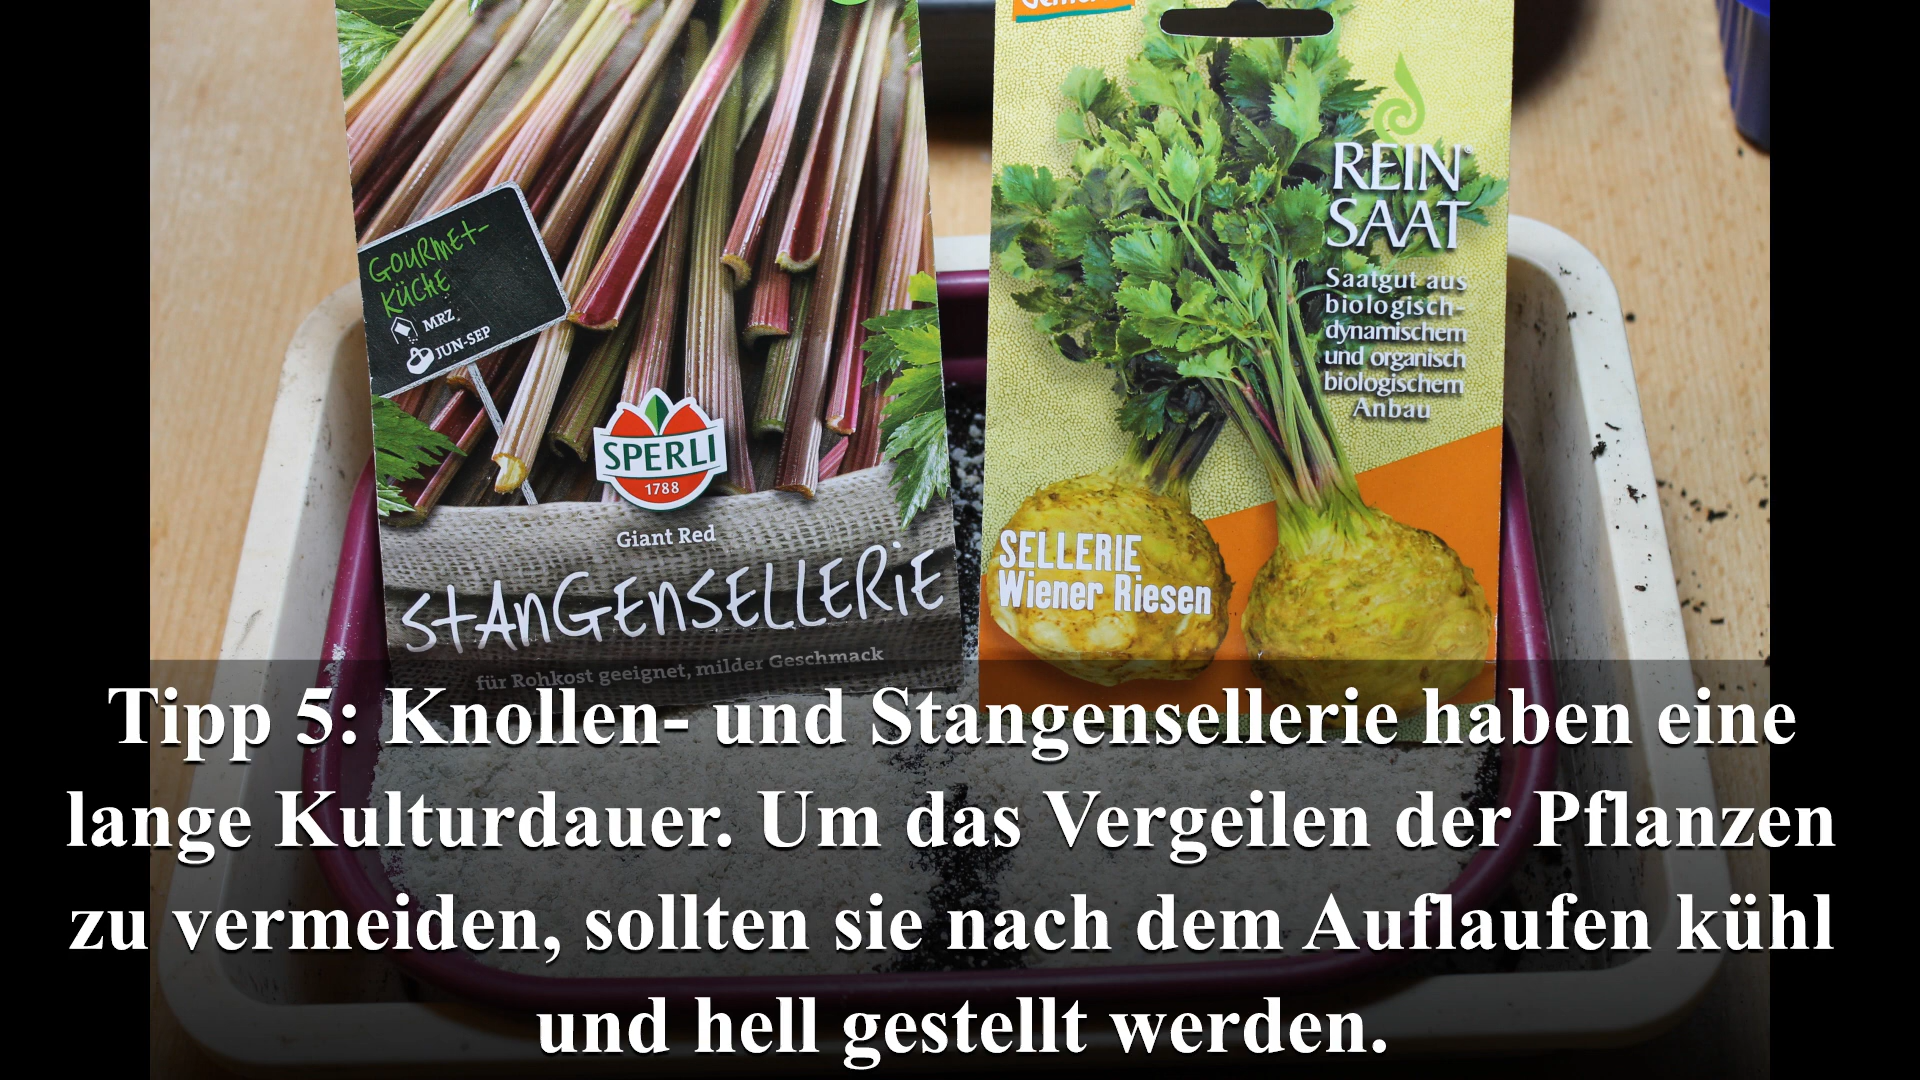 GOURMET-
KÜCHE
MRZ
JUN-SEP
SPERLI
1788
Giant Red
STANGENSELLERIE
für Rohkost geeignet, milder Geschmack
REIN
SAAT
Saatgut aus
biologisch-
dynamischem
und organisch
biologischem
Anbau
SELLERIE
Wiener Riesen
Tipp 5: Knollen- und Stangensellerie haben eine
lange Kulturdauer. Um das Vergeilen der Pflanzen
zu vermeiden, sollten sie nach dem Auflaufen kühl
und hell gestellt werden.